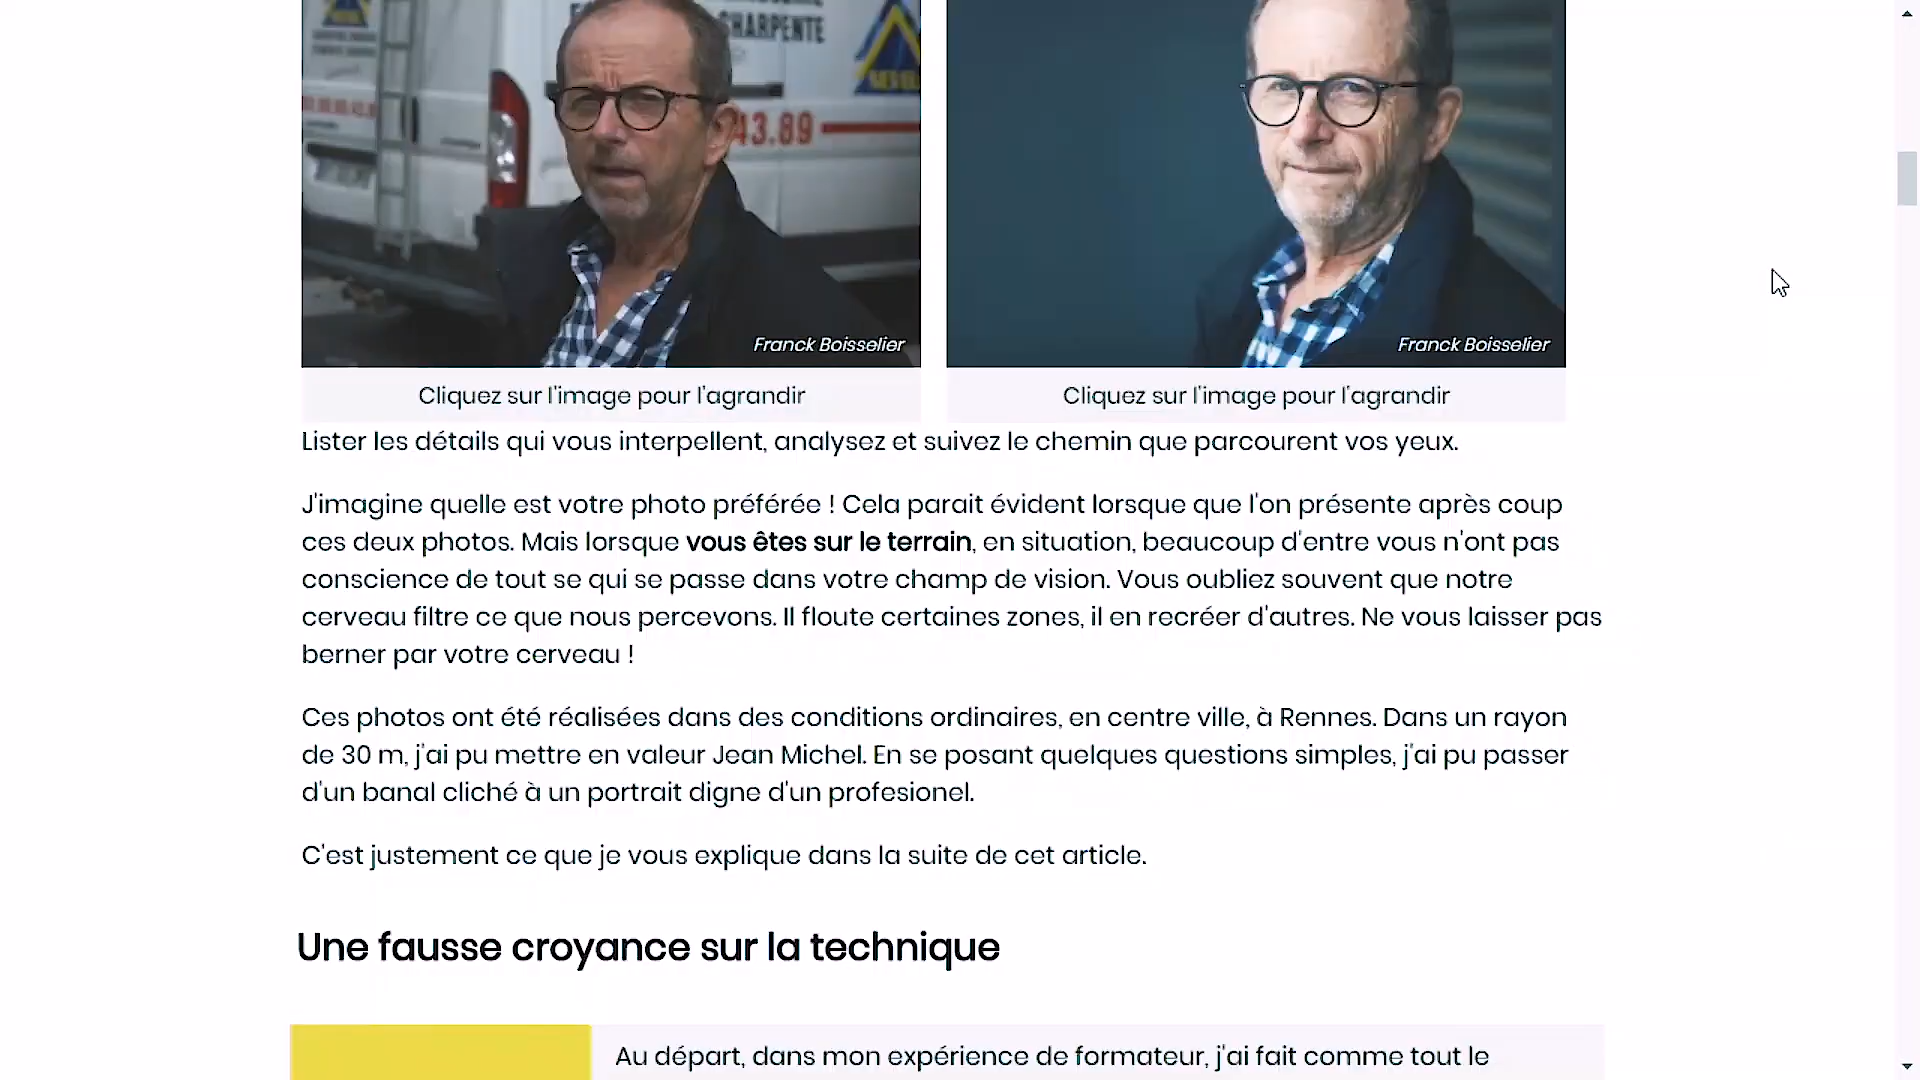 CHARPENTE
43.89
Franck Boisselier
Franck Boisselier
Cliquez sur l'image pour l'agrandir
Cliquez sur l'image pour l'agrandir
Lister les détails qui vous interpellent, analysez et suivez le chemin que parcourent vos yeux.
J'imagine quelle est votre photo préférée ! Cela parait évident lorsque que l'on présente après coup
ces deux photos. Mais lorsque vous êtes sur le terrain, en situation, beaucoup d'entre vous n'ont pas
conscience de tout se qui se passe dans votre champ de vision. Vous oubliez souvent que notre
cerveau filtre ce que nous percevons. Il floute certaines zones, il en recréer d'autres. Ne vous laisser pas
berner par votre cerveau !
Ces photos ont été réalisées dans des conditions ordinaires, en centre ville, à Rennes. Dans un rayon
de 30 m, j'ai pu mettre en valeur Jean Michel. En se posant quelques questions simples, j'ai pu passer
d'un banal cliché à un portrait digne d'un profesionel.
C'est justement ce que je vous explique dans la suite de cet article.
Une fausse croyance sur la technique
Au départ, dans mon expérience de formateur, j'ai fait comme tout le